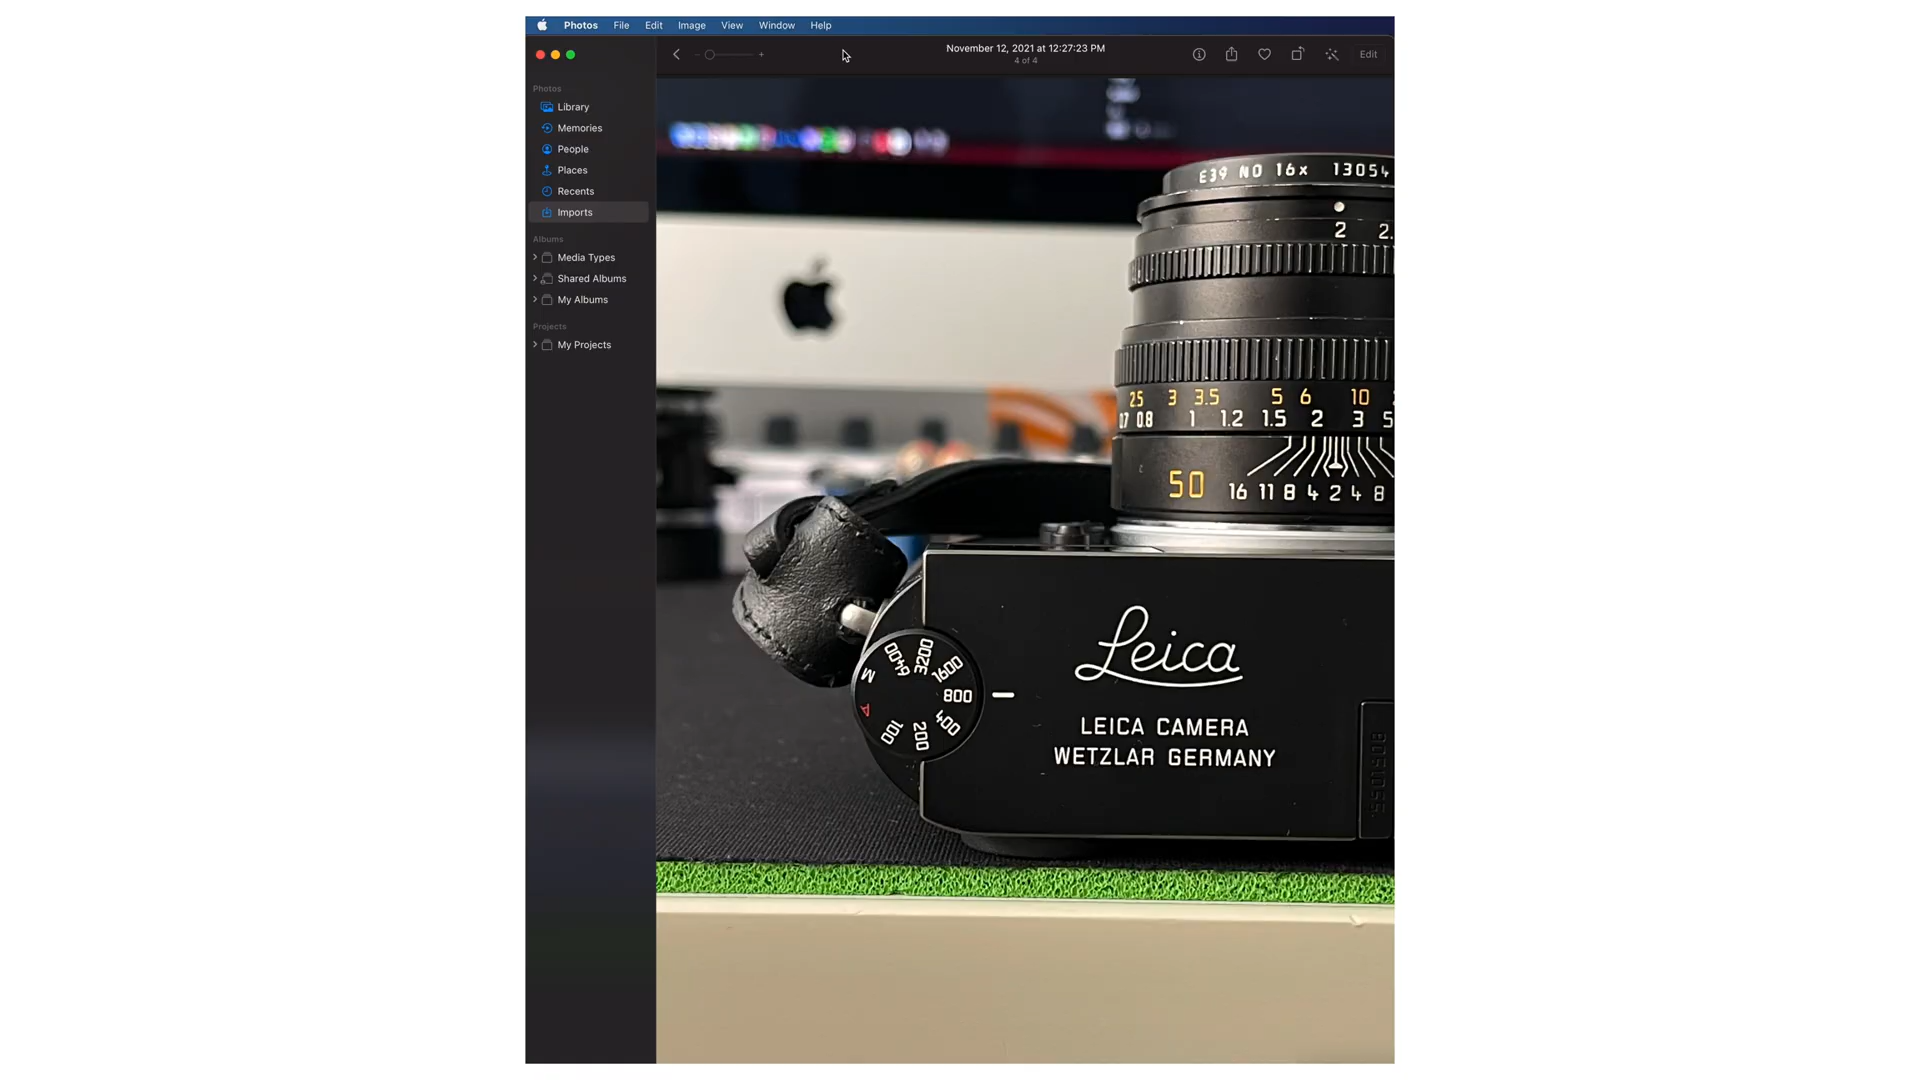 Photos File Edit Image View Window Help
November 12, 2021 at 12:27:23 PM
4 of 4
Edit
Photos
Library
Memories
People
Places
Recents
Imports
Albums
Media Types
Shared Albums
My Albums
Projects
My Projects
E39 NO 16x 13054
2 2.
25 3 3.5 5 6 10
0.7 0.8 1 1.2 1.5 2 3 5
50 16 11 8 4 2 4 8
M 6400 3200 1600 800 400 200 100 A
Leica
LEICA CAMERA
WETZLAR GERMANY